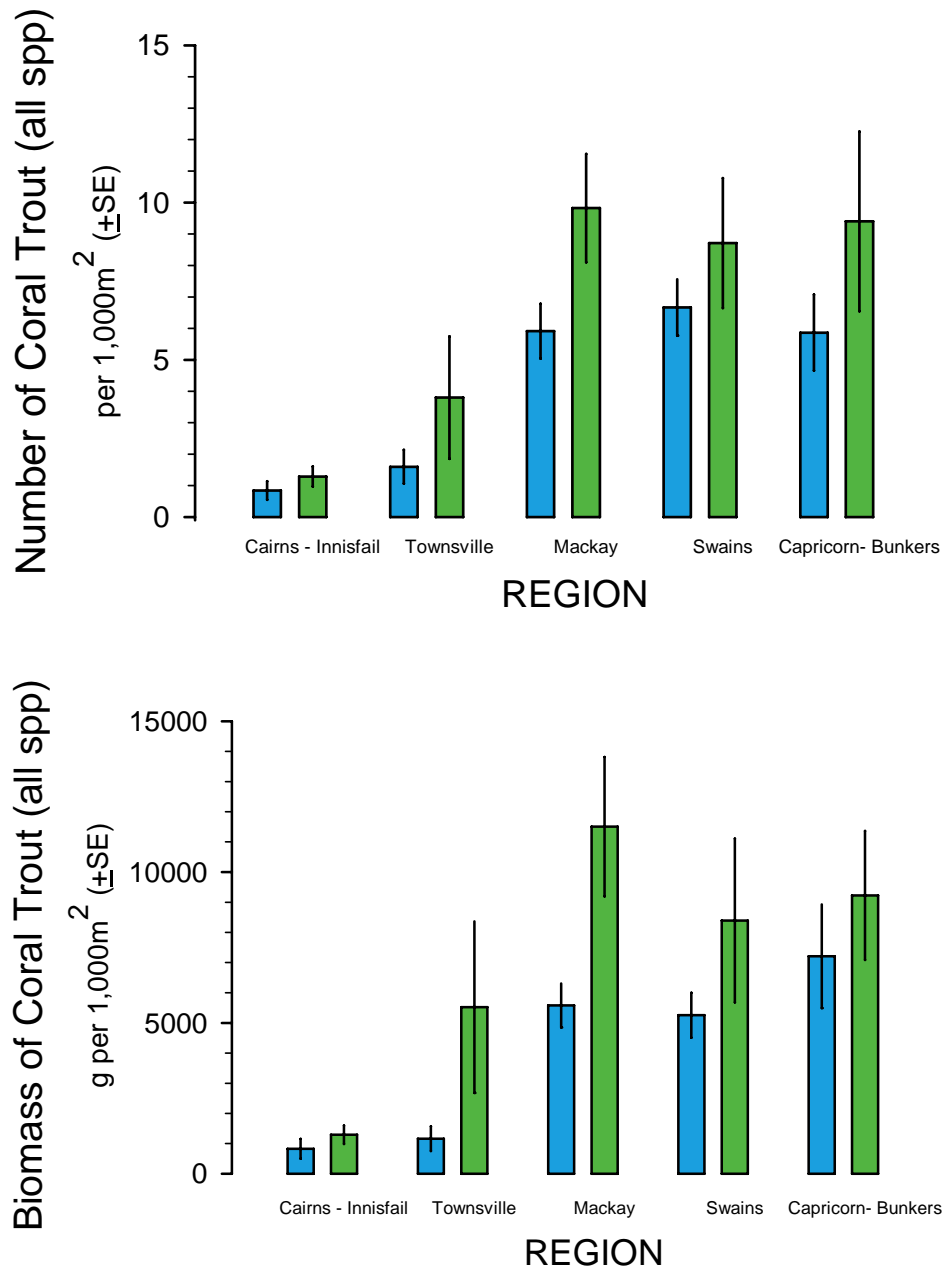 Number of Coral Trout (all spp)
per 1,000m² (±SE)
15
10
5
0
Cairns - Innisfail Townsville Mackay Swains Capricorn- Bunkers
REGION
Biomass of Coral Trout (all spp)
g per 1,000m² (±SE)
15000
10000
5000
0
Cairns - Innisfail Townsville Mackay Swains Capricorn- Bunkers
REGION